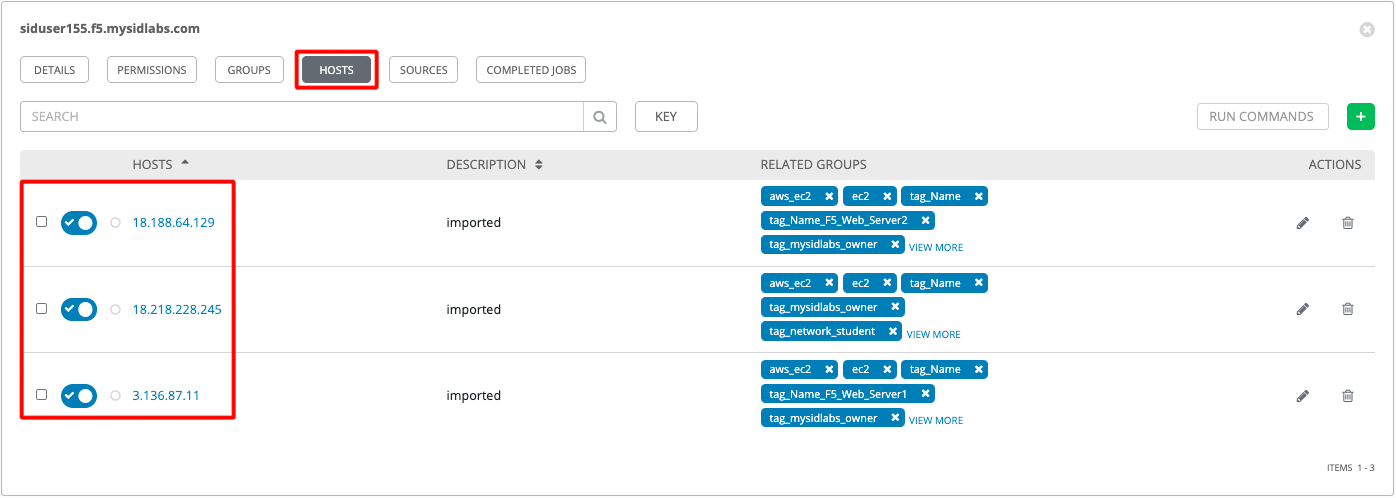 siduser155.f5.mysidlabs.com
DETAILS PERMISSIONS GROUPS HOSTS SOURCES COMPLETED JOBS
SEARCH KEY RUN COMMANDS +
HOSTS DESCRIPTION RELATED GROUPS ACTIONS
aws_ec2 ec2 tag_Name
18.188.64.129 imported tag_Name_F5_Web_Server2
tag_mysidlabs_owner VIEW MORE
aws_ec2 ec2 tag_Name
18.218.228.245 imported tag_mysidlabs_owner
tag_network_student VIEW MORE
aws_ec2 ec2 tag_Name
3.136.87.11 imported tag_Name_F5_Web_Server1
tag_mysidlabs_owner VIEW MORE
ITEMS 1 - 3